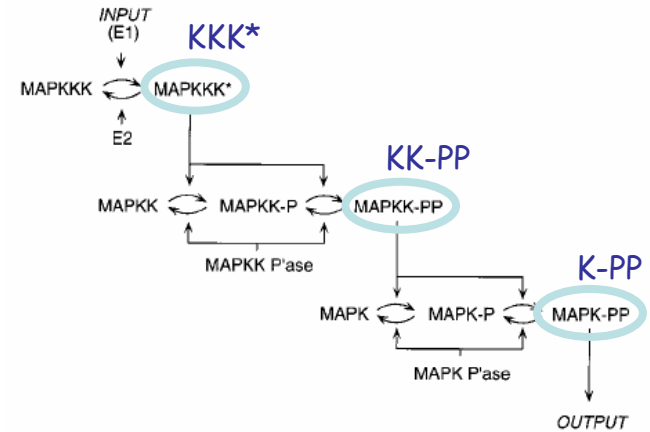 INPUT
(E1)
KKK*
MAPKKK
MAPKKK*
E2
KK-PP
MAPKK
MAPKK-P
MAPKK-PP
MAPKK P'ase
K-PP
MAPK
MAPK-P
MAPK-PP
MAPK P'ase
OUTPUT